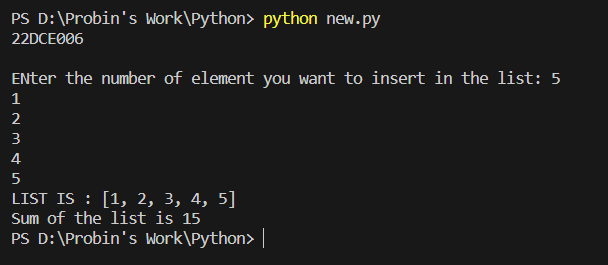 PS D:\Probin's Work\Python> python new.py
22DCE006
ENter the number of element you want to insert in the list: 5
1
2
3
4
5
LIST IS : [1, 2, 3, 4, 5]
Sum of the list is 15
PS D:\Probin's Work\Python>